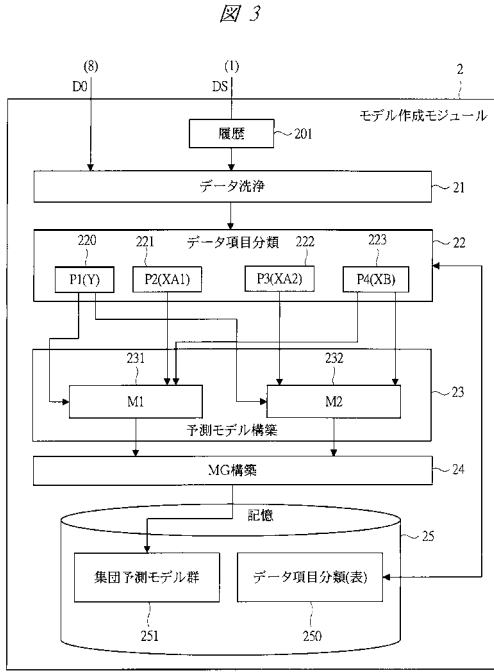 図 3
(8)
(1)
2
D0
DS
モデル作成モジュール
履歴
201
データ洗浄
21
220
221
データ項目分類
222
223
22
P1(Y)
P2(XA1)
P3(XA2)
P4(XB)
231
232
M1
M2
23
予測モデル構築
MG構築
24
記憶
25
集団予測モデル群
データ項目分類(表)
251
250